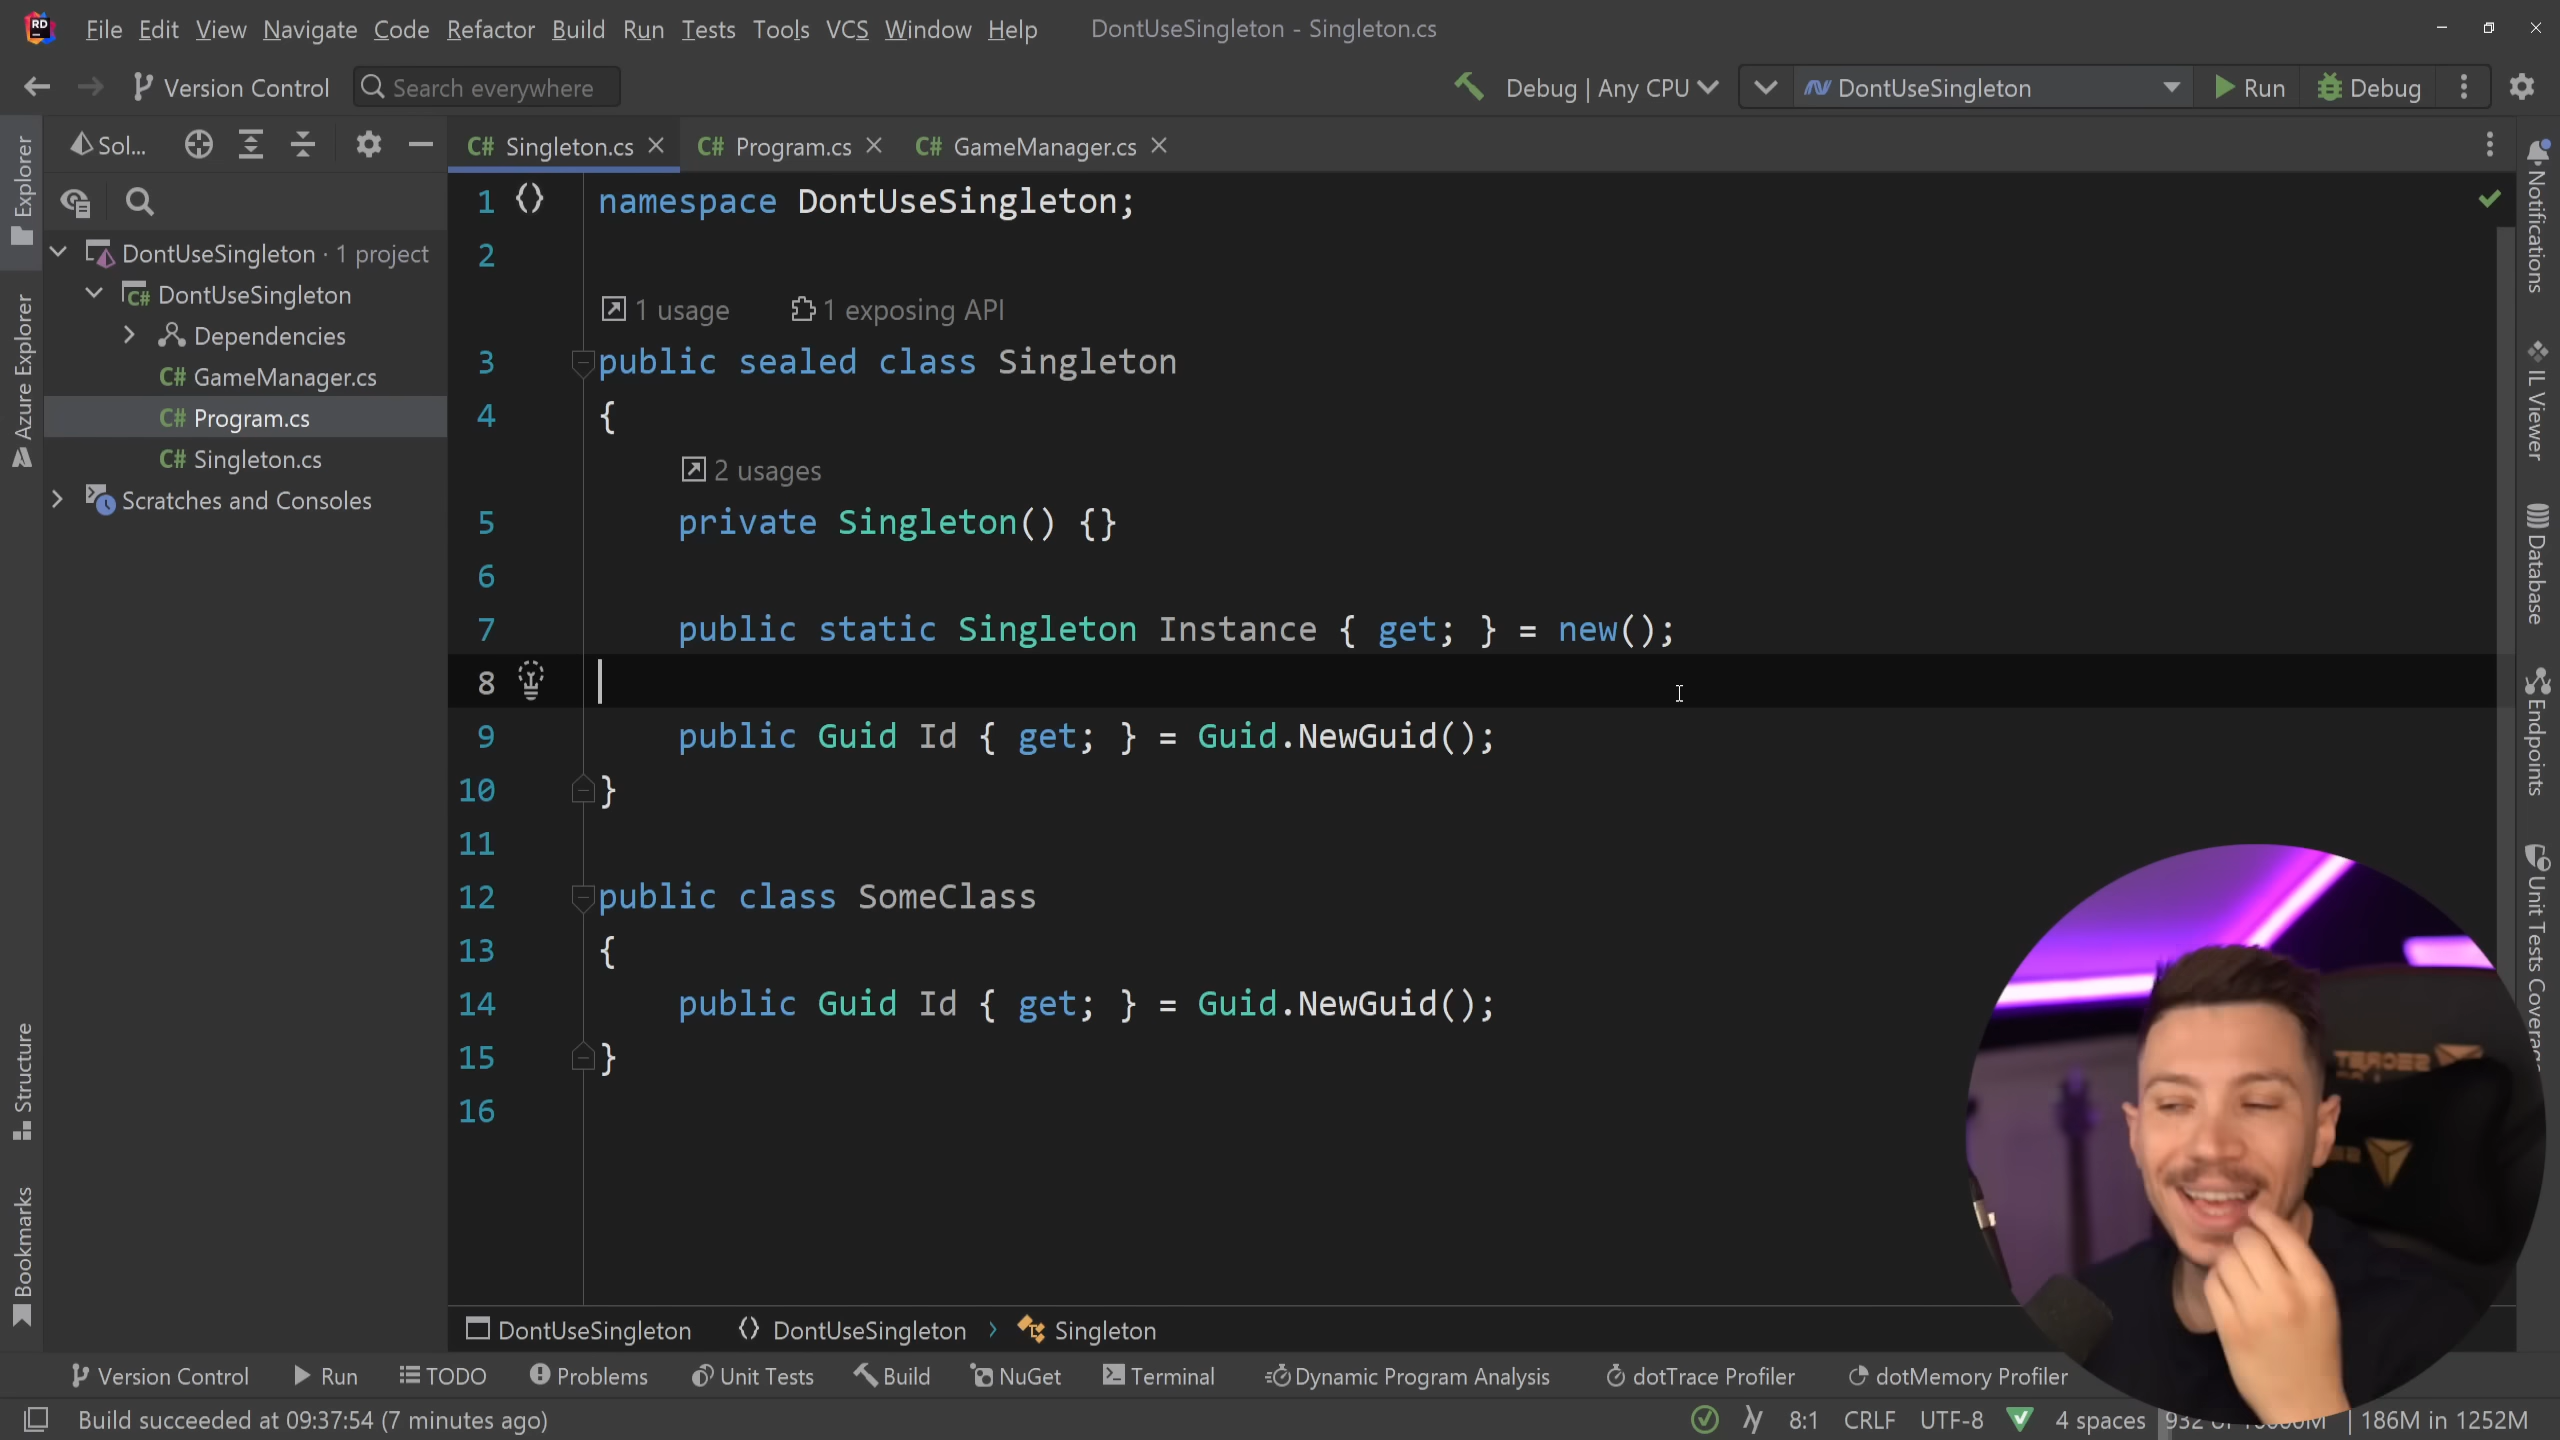 File Edit View Navigate Code Refactor Build Run Tests Tools VCS Window Help DontUseSingleton - Singleton.cs
Version Control Search everywhere Debug | Any CPU DontUseSingleton Run Debug
Explorer
Azure Explorer
Structure
Bookmarks
Sol...
DontUseSingleton · 1 project
DontUseSingleton
Dependencies
C# GameManager.cs
C# Program.cs
C# Singleton.cs
Scratches and Consoles
C# Singleton.cs C# Program.cs C# GameManager.cs
1 namespace DontUseSingleton;
2
1 usage 1 exposing API
3 public sealed class Singleton
4 {
2 usages
5 private Singleton() {}
6
7 public static Singleton Instance { get; } = new();
8
9 public Guid Id { get; } = Guid.NewGuid();
10 }
11
12 public class SomeClass
13 {
14 public Guid Id { get; } = Guid.NewGuid();
15 }
16
Notifications
IL Viewer
Database
Endpoints
Unit Tests Coverag
DontUseSingleton DontUseSingleton › Singleton
Version Control Run TODO Problems Unit Tests Build NuGet Terminal Dynamic Program Analysis dotTrace Profiler dotMemory Profiler
Build succeeded at 09:37:54 (7 minutes ago) 8:1 CRLF UTF-8 4 spaces 186M in 1252M